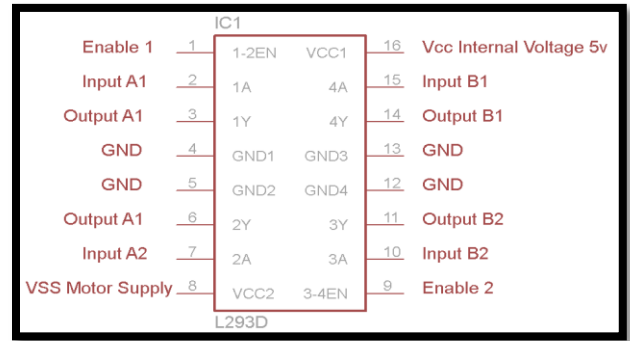 IC1
Enable 1 1 1-2EN VCC1 16 Vcc Internal Voltage 5v
Input A1 2 1A 4A 15 Input B1
Output A1 3 1Y 4Y 14 Output B1
GND 4 GND1 GND3 13 GND
GND 5 GND2 GND4 12 GND
Output A1 6 2Y 3Y 11 Output B2
Input A2 7 2A 3A 10 Input B2
VSS Motor Supply 8 VCC2 3-4EN 9 Enable 2
L293D